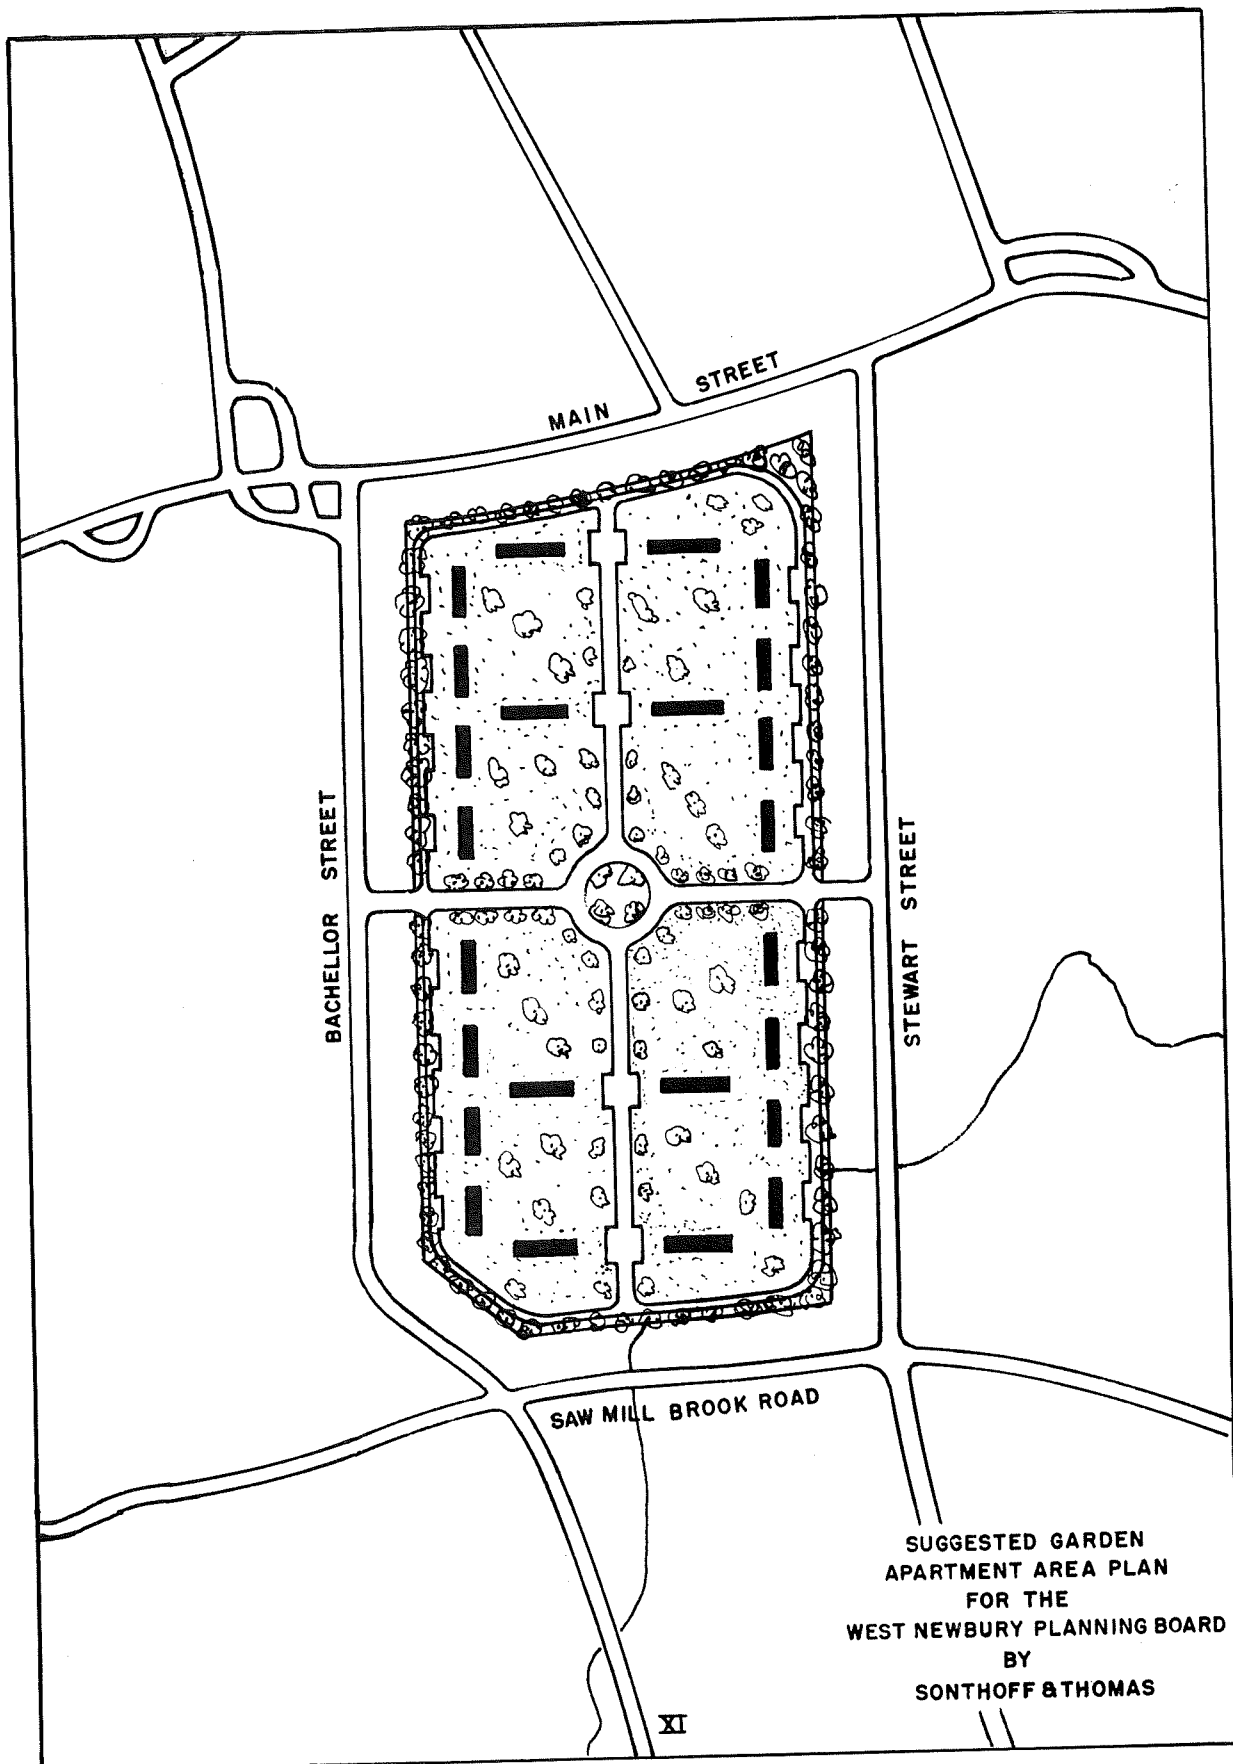 MAIN STREET
BACHELLOR STREET
STEWART STREET
SAW MILL BROOK ROAD
SUGGESTED GARDEN
APARTMENT AREA PLAN
FOR THE
WEST NEWBURY PLANNING BOARD
BY
SONTHOFF & THOMAS
XI